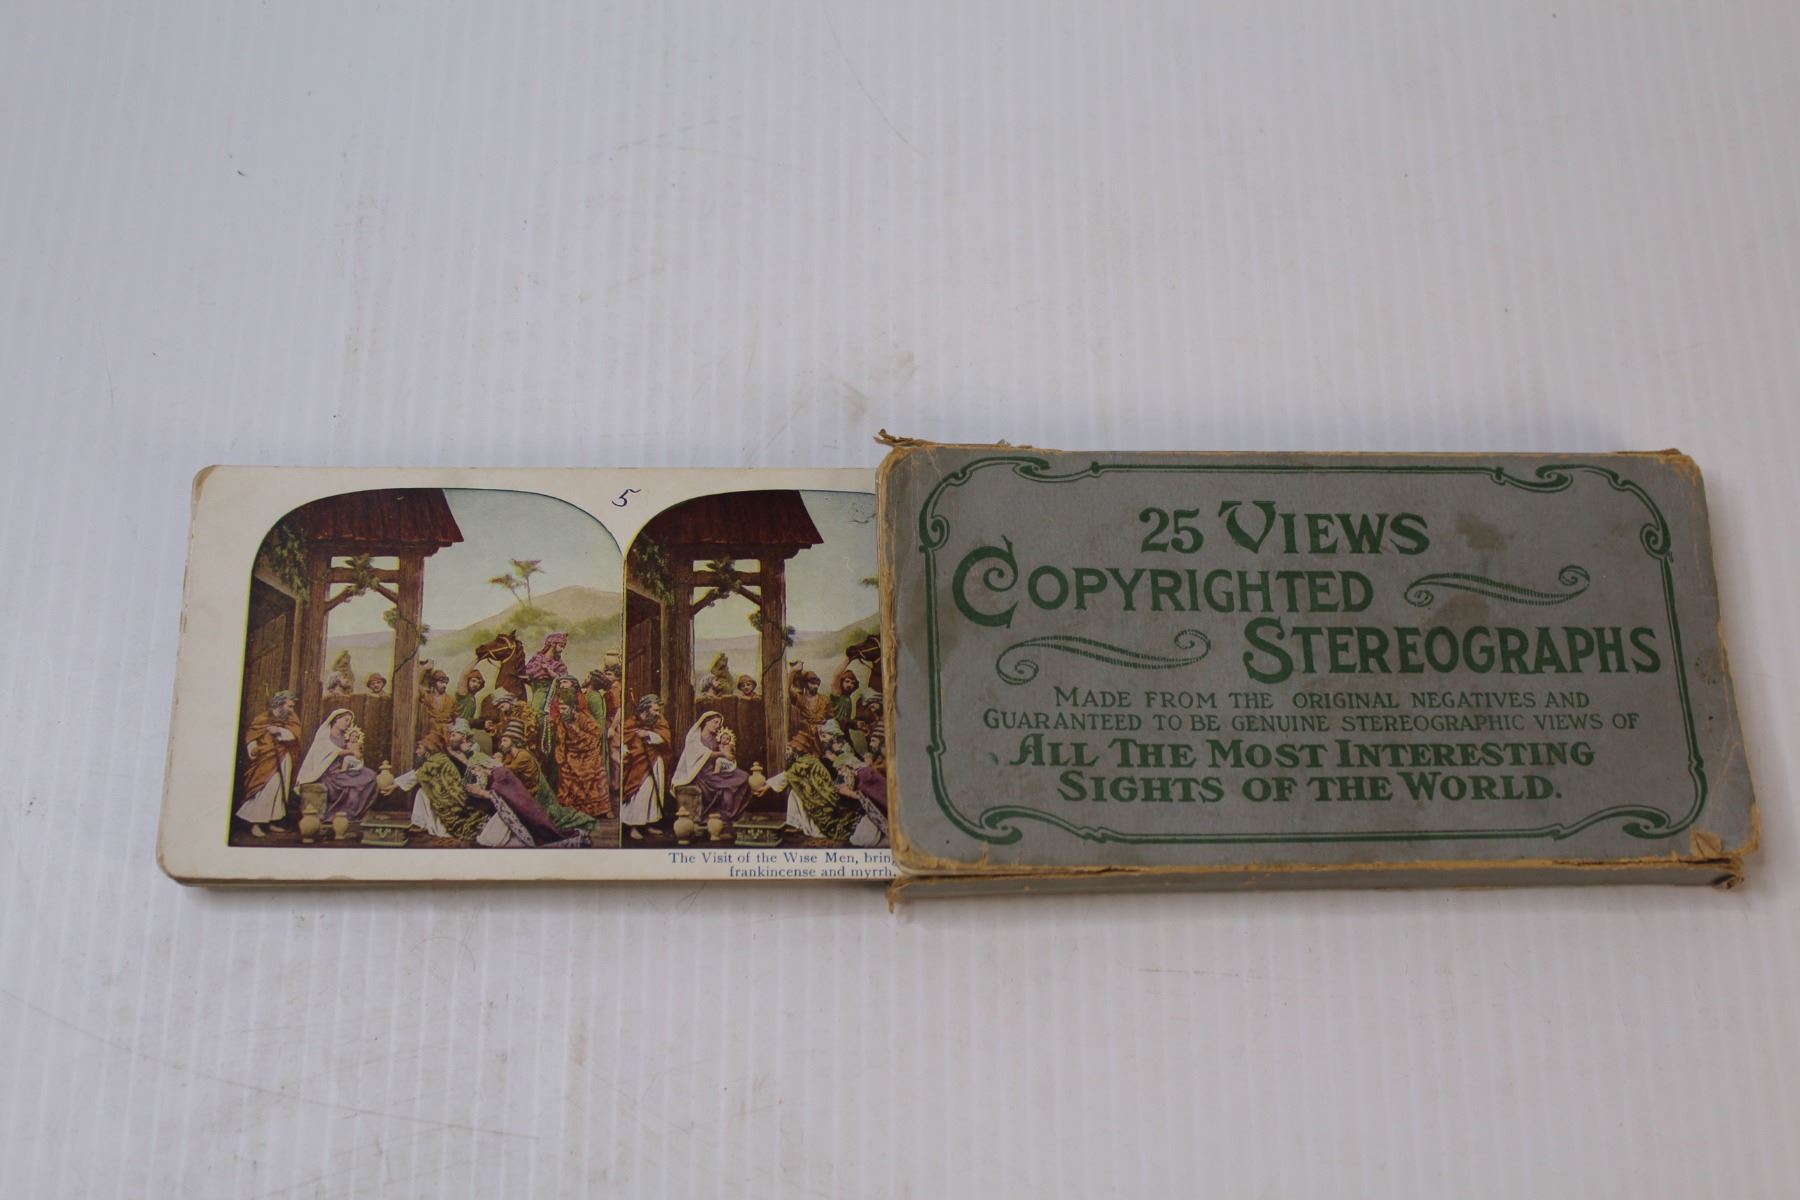 5
The Visit of the Wise Men, brin
frankincense and myrrh.
25 VIEWS
COPYRIGHTED
STEREOGRAPHS
MADE FROM THE ORIGINAL NEGATIVES AND
GUARANTEED TO BE GENUINE STEREOGRAPHIC VIEWS OF
ALL THE MOST INTERESTING
SIGHTS OF THE WORLD.